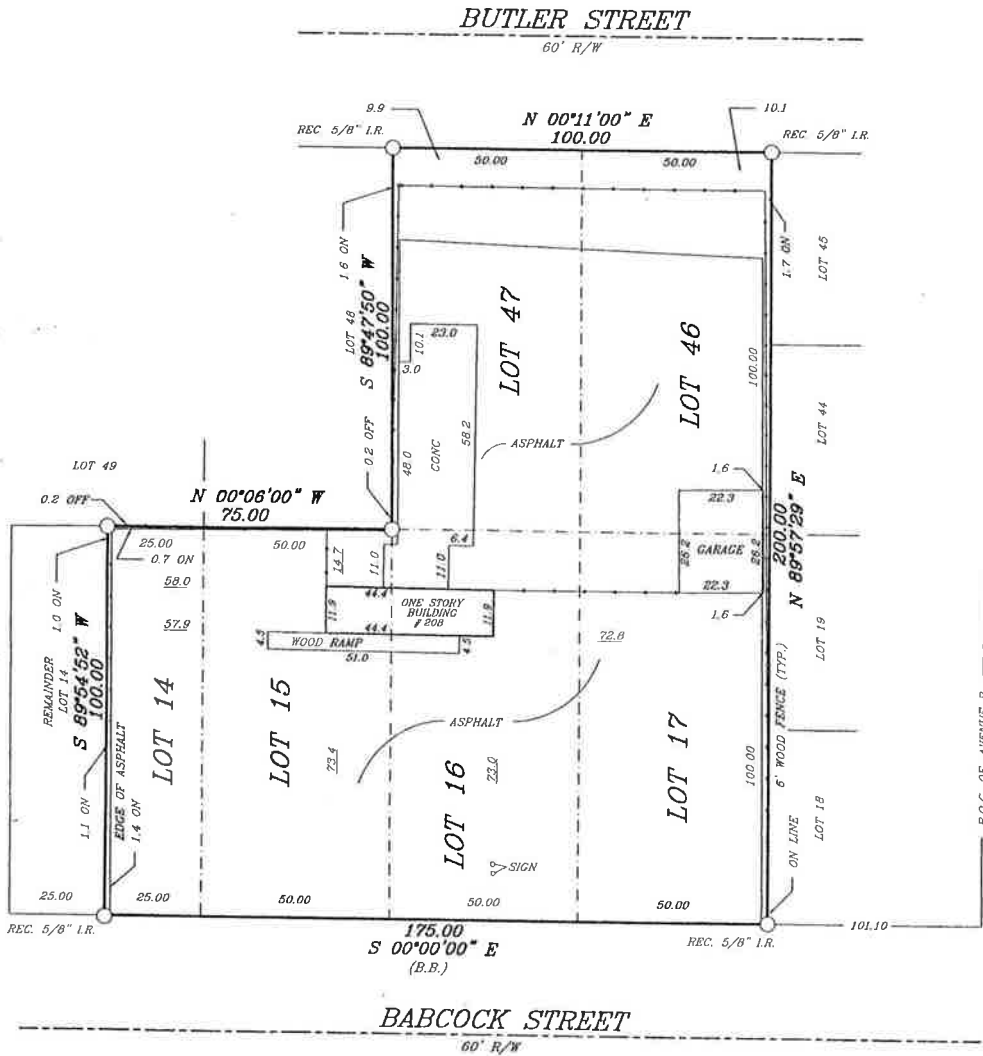 BUTLER STREET
60' R/W
9.9
10.1
REC. 5/8" I.R.
N 00°11'00" E
100.00
REC. 5/8" I.R.
50.00
50.00
1.6 ON
1.7 ON
LOT 45
LOT 48
S 89°47'50" W
100.00
LOT 47
LOT 46
23.0
10.1
3.0
100.00
0.2 OFF
48.0
CONC
58.2
ASPHALT
LOT 44
LOT 49
0.2 OFF
N 00°06'00" W
75.00
1.6
22.3
200.00
N 89°57'29" E
25.00
50.00
0.7 ON
14.7
11.0
6.4
11.0
26.2
GARAGE
26.2
22.3
1.6
58.0
57.9
44.4
11.9
ONE STORY
BUILDING
# 208
11.9
44.4
4.5
WOOD RAMP
4.5
51.0
72.8
1.0 ON
REMAINDER
LOT 14
S 89°54'52" W
100.00
LOT 14
LOT 15
LOT 16
LOT 17
LOT 19
6' WOOD FENCE (TYP.)
ASPHALT
73.4
73.0
100.00
1.1 ON
EDGE OF ASPHALT
1.4 ON
SIGN
ON LINE
LOT 18
25.00
25.00
50.00
50.00
50.00
REC. 5/8" I.R.
175.00
S 00°00'00" E
(B.B.)
REC. 5/8" I.R.
101.10
BABCOCK STREET
60' R/W